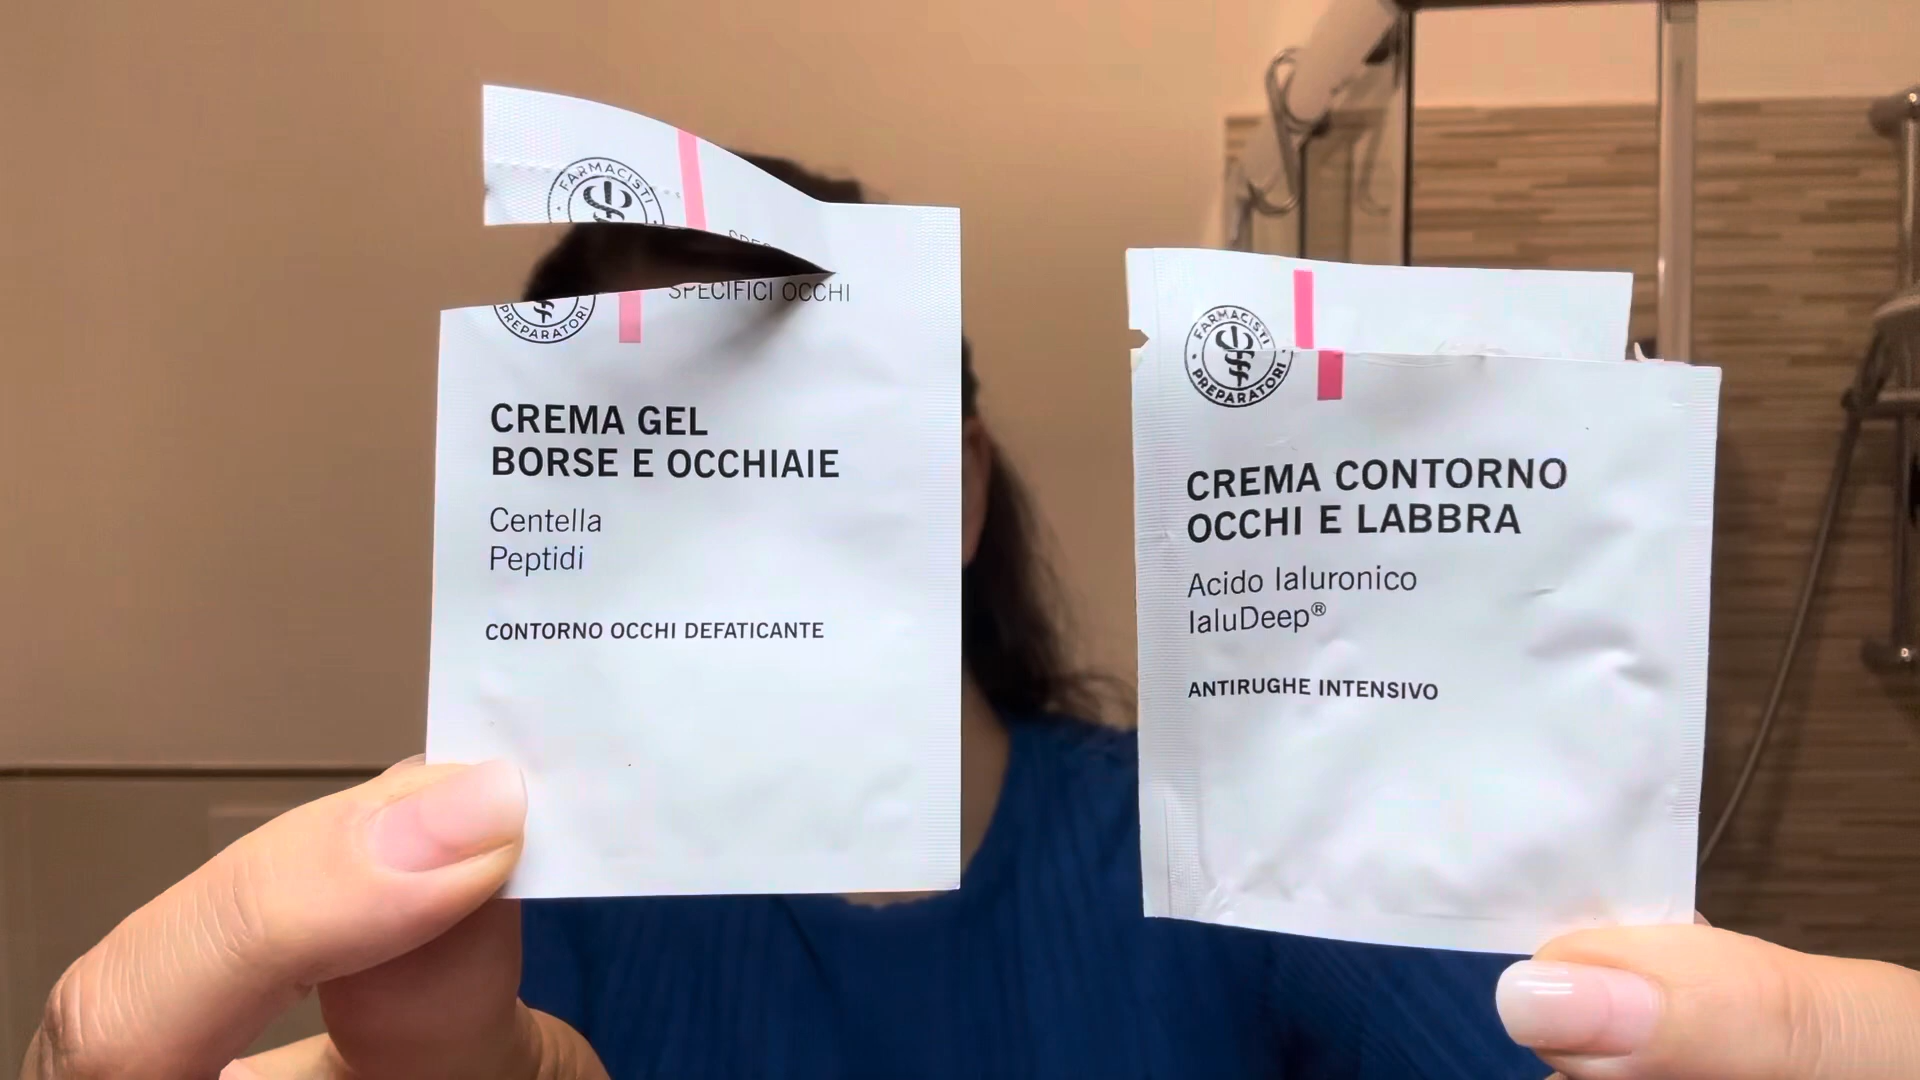 FARMACISTI
SPECIFICI OCCHI
PREPARATORI
CREMA GEL
BORSE E OCCHIAIE
Centella
Peptidi
CONTORNO OCCHI DEFATICANTE
FARMACISTI
PREPARATORI
CREMA CONTORNO
OCCHI E LABBRA
Acido Ialuronico
IaluDeep®
ANTIRUGHE INTENSIVO